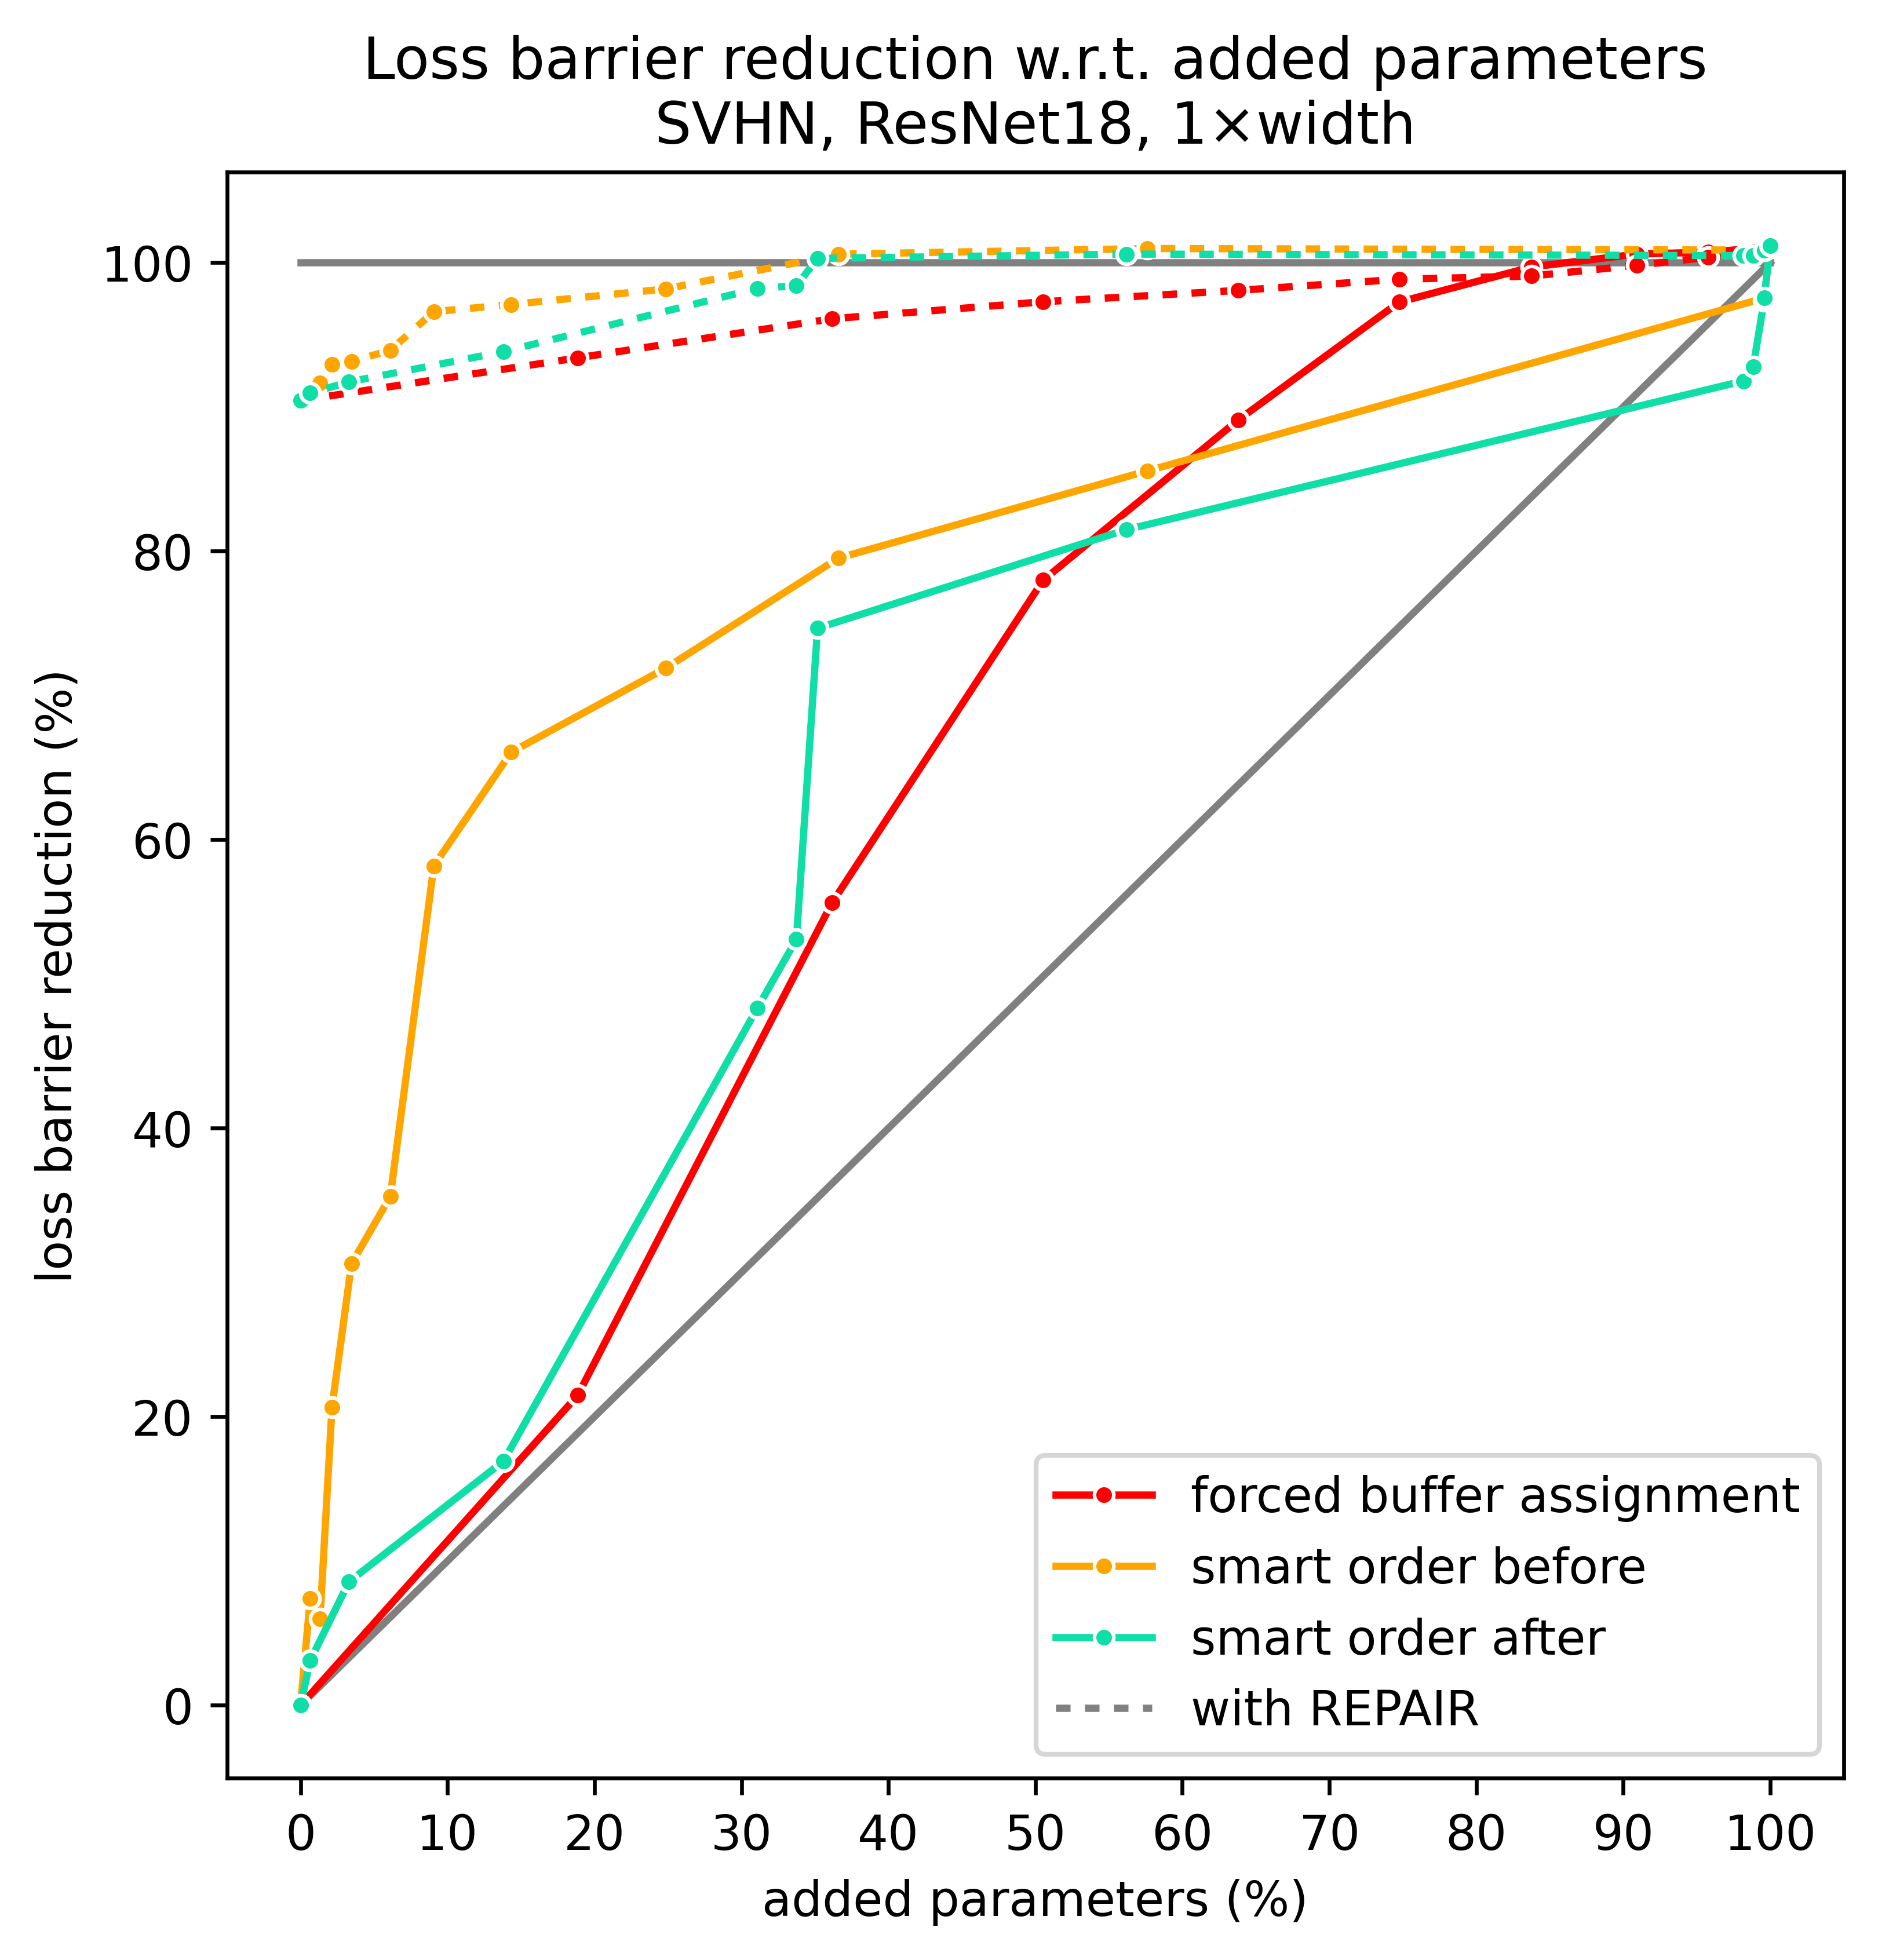 Loss barrier reduction w.r.t. added parameters
SVHN, ResNet18, 1×width
loss barrier reduction (%)
100
80
60
40
20
0
forced buffer assignment
smart order before
smart order after
with REPAIR
0 10 20 30 40 50 60 70 80 90 100
added parameters (%)